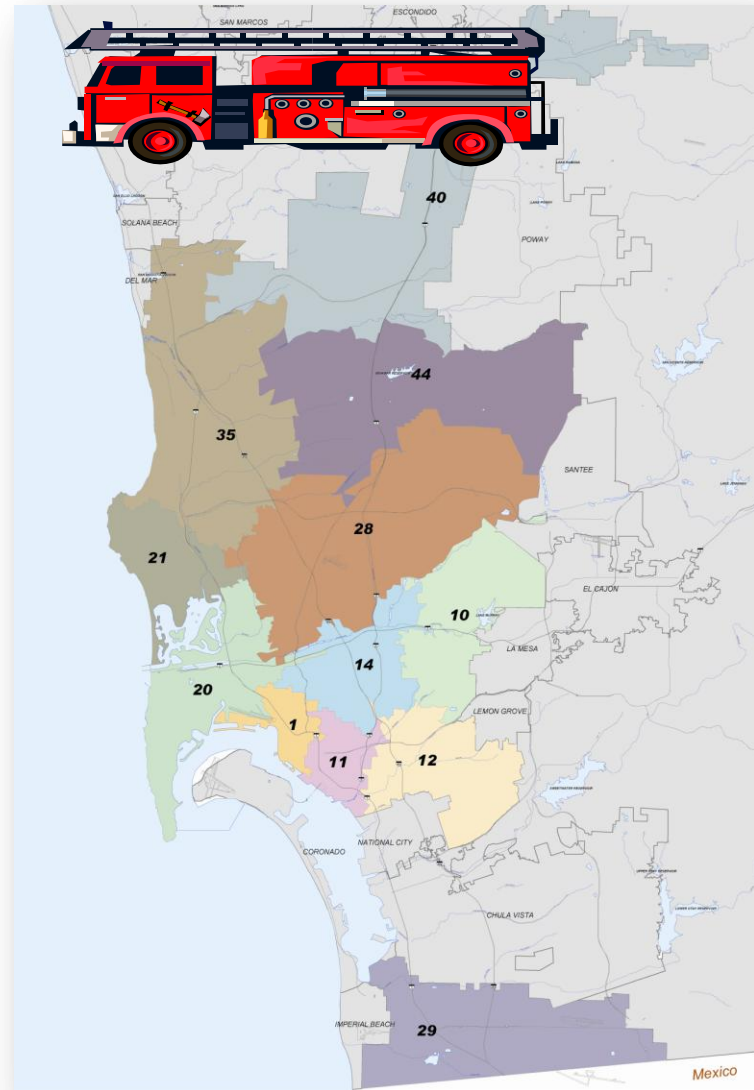 ESCONDIDO
SAN MARCOS
40
SOLANA BEACH
POWAY
DEL MAR
44
35
SANTEE
28
21
EL CAJON
10
LA MESA
14
20
LEMON GROVE
1
11
12
NATIONAL CITY
CORONADO
CHULA VISTA
IMPERIAL BEACH
29
Mexico